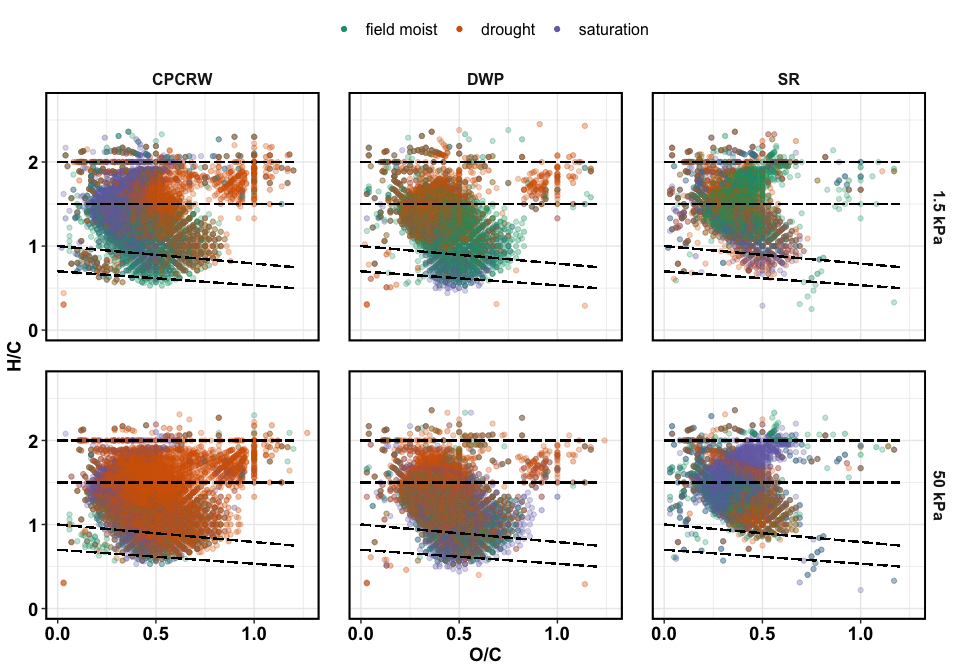 field moist drought saturation
CPCRW DWP SR
2
1
0
1.5 kPa
H/C
2
1
0
50 kPa
0.0 0.5 1.0 0.0 0.5 1.0 0.0 0.5 1.0
O/C